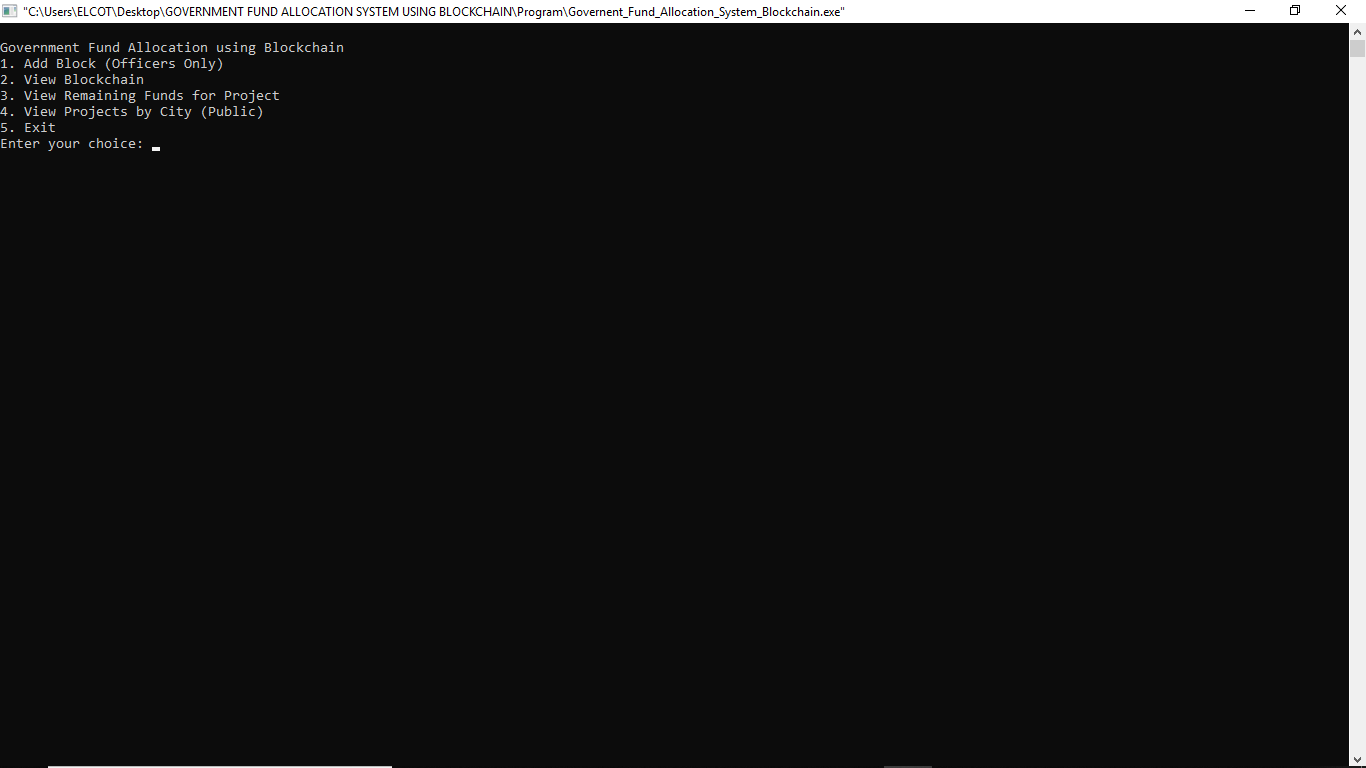 "C:\Users\ELCOT\Desktop\GOVERNMENT FUND ALLOCATION SYSTEM USING BLOCKCHAIN\Program\Governent_Fund_Allocation_System_Blockchain.exe"
Government Fund Allocation using Blockchain
1. Add Block (Officers Only)
2. View Blockchain
3. View Remaining Funds for Project
4. View Projects by City (Public)
5. Exit
Enter your choice: